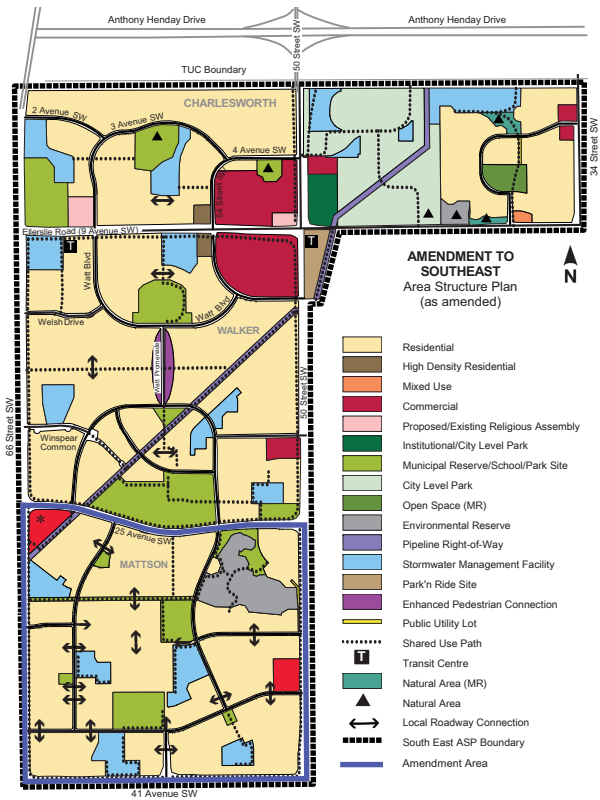 Anthony Henday Drive
Anthony Henday Drive
50 Street SW
TUC Boundary
CHARLESWORTH
2 Avenue SW
3 Avenue SW
4 Avenue SW
54 Street SW
34 Street SW
Ellerslie Road (9 Avenue SW)
T
T
Watt Blvd
Watt Blvd
Welsh Drive
WALKER
Watt Promenade
50 Street SW
66 Street SW
Winspear
Common
*
25 Avenue SW
MATTSON
41 Avenue SW
AMENDMENT TO
SOUTHEAST
Area Structure Plan
(as amended)
N
Residential
High Density Residential
Mixed Use
Commercial
Proposed/Existing Religious Assembly
Institutional/City Level Park
Municipal Reserve/School/Park Site
City Level Park
Open Space (MR)
Environmental Reserve
Pipeline Right-of-Way
Stormwater Management Facility
Park'n Ride Site
Enhanced Pedestrian Connection
Public Utility Lot
Shared Use Path
T Transit Centre
Natural Area (MR)
Natural Area
Local Roadway Connection
South East ASP Boundary
Amendment Area